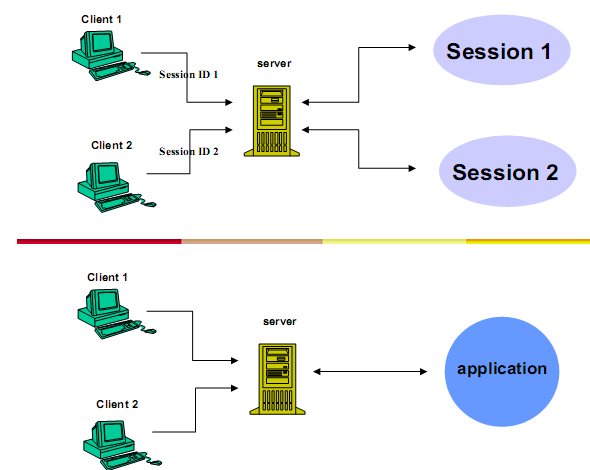 Client 1
Session ID 1
server
Session 1
Client 2
Session ID 2
Session 2
Client 1
server
application
Client 2